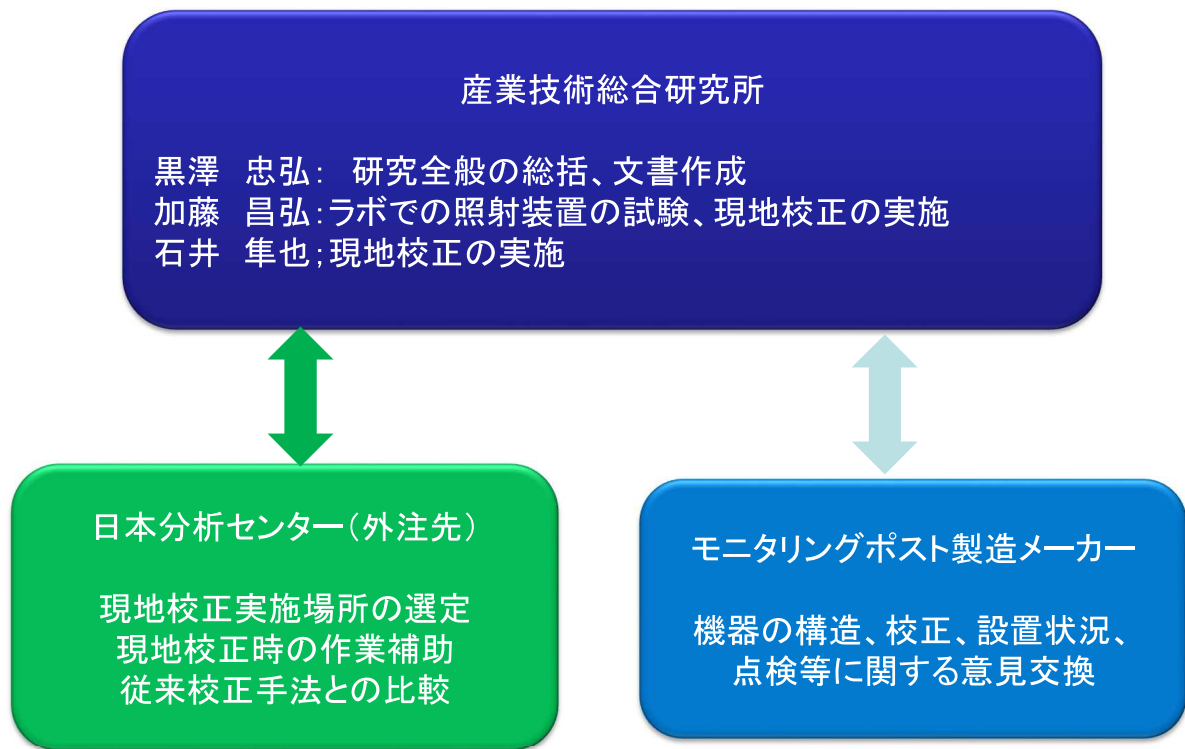 産業技術総合研究所
黒澤　忠弘：　研究全般の総括、文書作成
加藤　昌弘：ラボでの照射装置の試験、現地校正の実施
石井　隼也；現地校正の実施
日本分析センター（外注先）
現地校正実施場所の選定
現地校正時の作業補助
従来校正手法との比較
モニタリングポスト製造メーカー
機器の構造、校正、設置状況、
点検等に関する意見交換